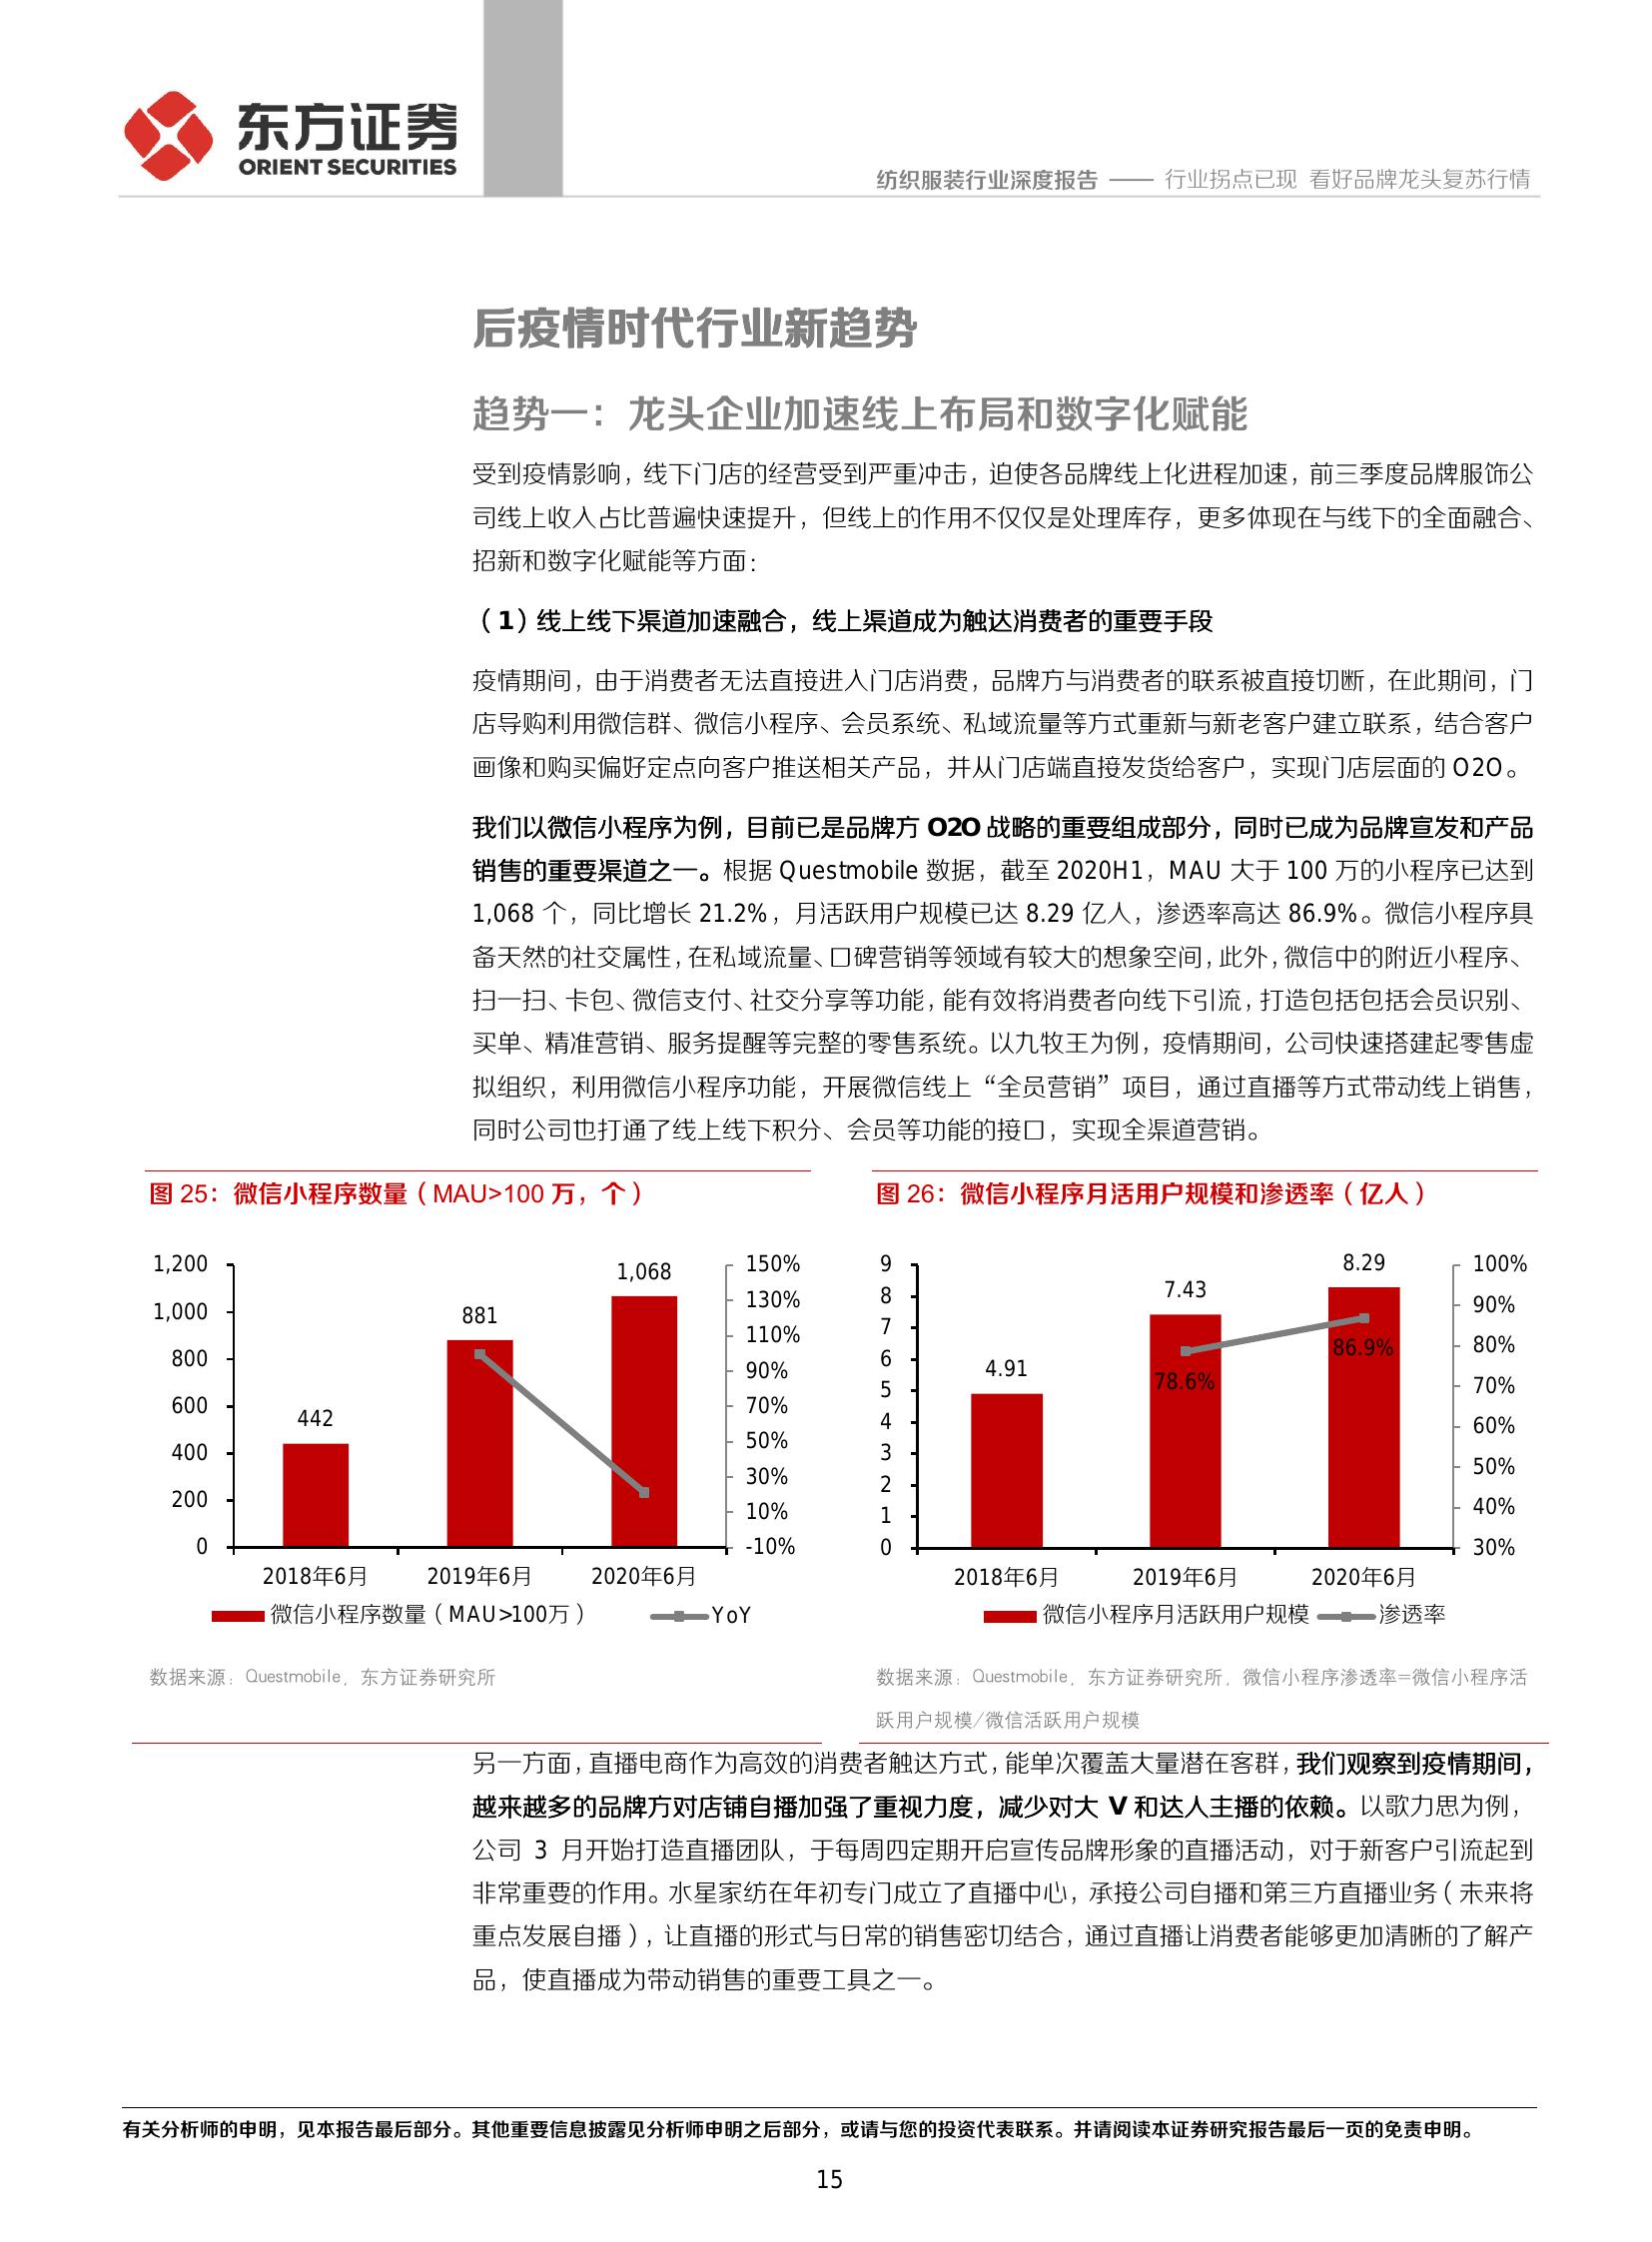 东方证券
ORIENT SECURITIES
纺织服装行业深度报告 —— 行业拐点已现 看好品牌龙头复苏行情
后疫情时代行业新趋势
趋势一：龙头企业加速线上布局和数字化赋能
受到疫情影响，线下门店的经营受到严重冲击，迫使各品牌线上化进程加速，前三季度品牌服饰公
司线上收入占比普遍快速提升，但线上的作用不仅仅是处理库存，更多体现在与线下的全面融合、
招新和数字化赋能等方面：
（1）线上线下渠道加速融合，线上渠道成为触达消费者的重要手段
疫情期间，由于消费者无法直接进入门店消费，品牌方与消费者的联系被直接切断，在此期间，门
店导购利用微信群、微信小程序、会员系统、私域流量等方式重新与新老客户建立联系，结合客户
画像和购买偏好定点向客户推送相关产品，并从门店端直接发货给客户，实现门店层面的 O2O。
我们以微信小程序为例，目前已是品牌方 O2O 战略的重要组成部分，同时已成为品牌宣发和产品
销售的重要渠道之一。根据 Questmobile 数据，截至 2020H1，MAU 大于 100 万的小程序已达到
1,068 个，同比增长 21.2%，月活跃用户规模已达 8.29 亿人，渗透率高达 86.9%。微信小程序具
备天然的社交属性，在私域流量、口碑营销等领域有较大的想象空间，此外，微信中的附近小程序、
扫一扫、卡包、微信支付、社交分享等功能，能有效将消费者向线下引流，打造包括包括会员识别、
买单、精准营销、服务提醒等完整的零售系统。以九牧王为例，疫情期间，公司快速搭建起零售虚
拟组织，利用微信小程序功能，开展微信线上“全员营销”项目，通过直播等方式带动线上销售，
同时公司也打通了线上线下积分、会员等功能的接口，实现全渠道营销。
图 25：微信小程序数量（MAU>100 万，个）
1,200
1,000
800
600
400
200
0
442
881
1,068
150%
130%
110%
90%
70%
50%
30%
10%
-10%
2018年6月 2019年6月 2020年6月
微信小程序数量（MAU>100万） YoY
数据来源：Questmobile，东方证券研究所
图 26：微信小程序月活用户规模和渗透率（亿人）
9
8
7
6
5
4
3
2
1
0
4.91
7.43
8.29
78.6%
86.9%
100%
90%
80%
70%
60%
50%
40%
30%
2018年6月 2019年6月 2020年6月
微信小程序月活跃用户规模 渗透率
数据来源：Questmobile，东方证券研究所，微信小程序渗透率=微信小程序活
跃用户规模/微信活跃用户规模
另一方面，直播电商作为高效的消费者触达方式，能单次覆盖大量潜在客群，我们观察到疫情期间，
越来越多的品牌方对店铺自播加强了重视力度，减少对大 V 和达人主播的依赖。以歌力思为例，
公司 3 月开始打造直播团队，于每周四定期开启宣传品牌形象的直播活动，对于新客户引流起到
非常重要的作用。水星家纺在年初专门成立了直播中心，承接公司自播和第三方直播业务（未来将
重点发展自播），让直播的形式与日常的销售密切结合，通过直播让消费者能够更加清晰的了解产
品，使直播成为带动销售的重要工具之一。
有关分析师的申明，见本报告最后部分。其他重要信息披露见分析师申明之后部分，或请与您的投资代表联系。并请阅读本证券研究报告最后一页的免责申明。
15